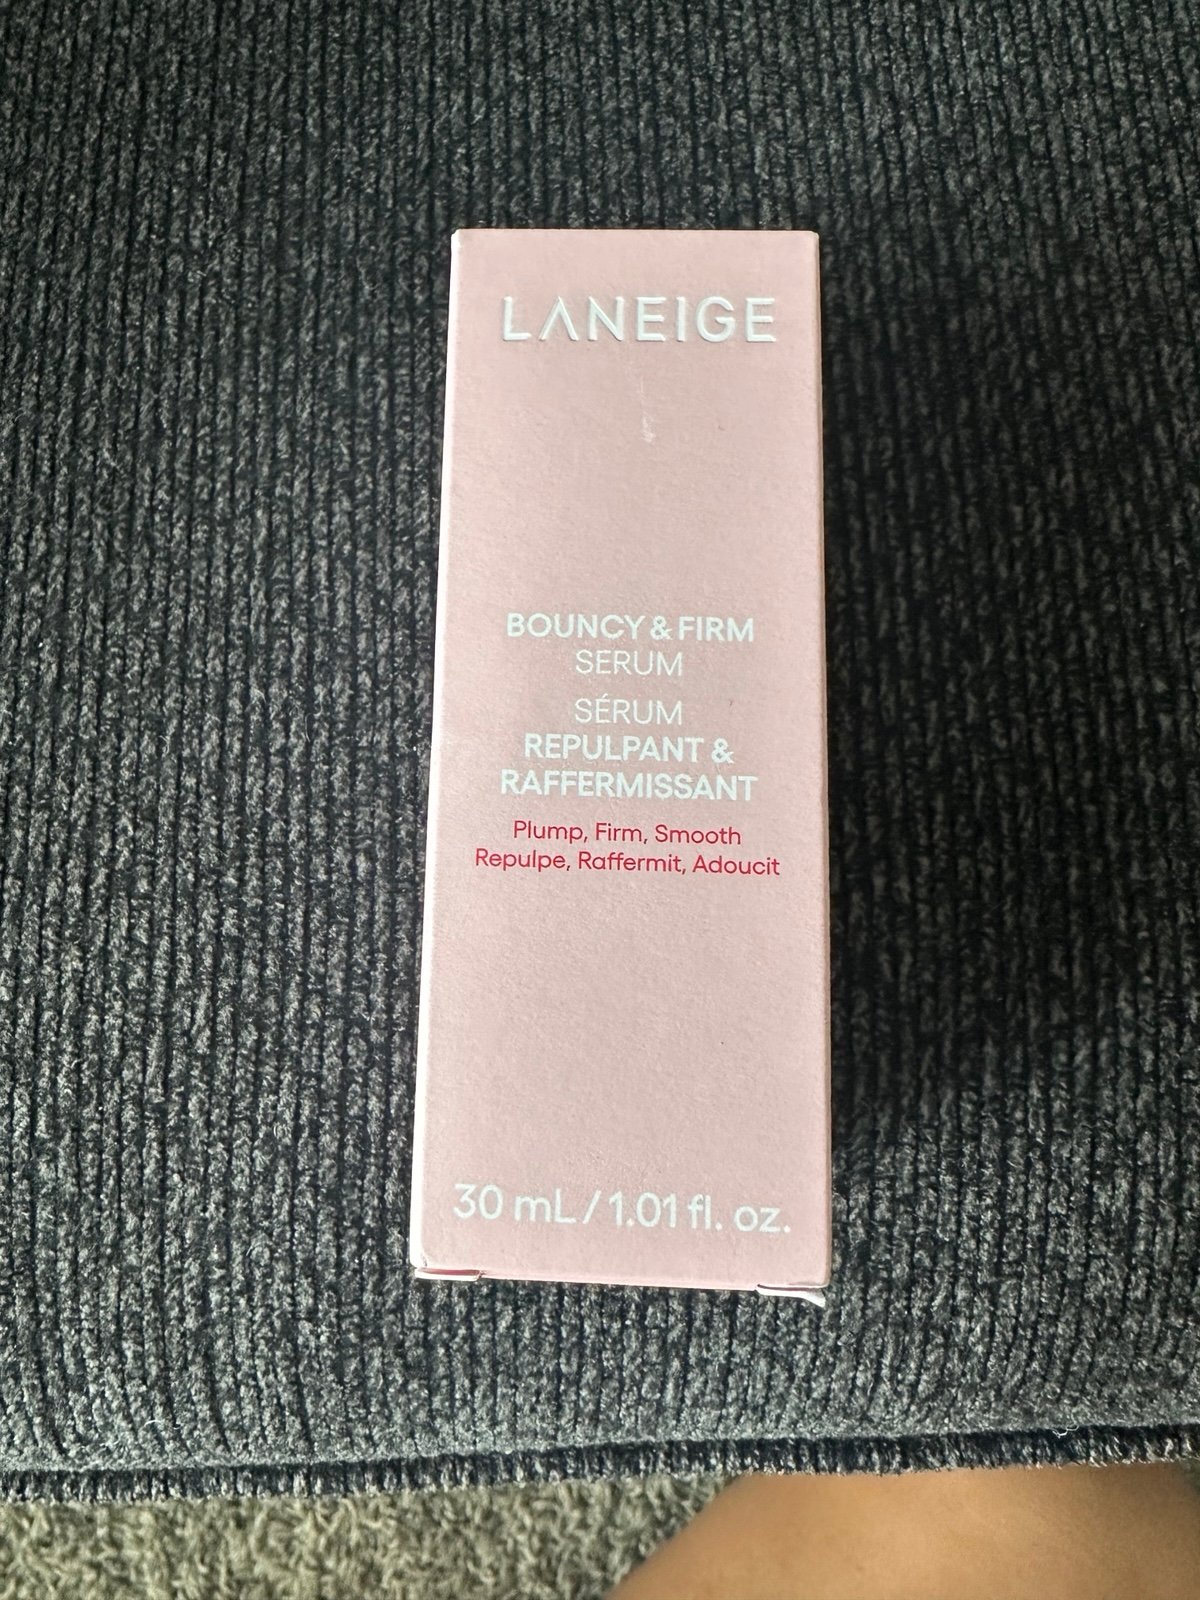 LANEIGE
BOUNCY & FIRM
SERUM
SÉRUM
REPULPANT &
RAFFERMISSANT
Plump, Firm, Smooth
Repulpe, Raffermit, Adoucit
30 mL / 1.01 fl. oz.